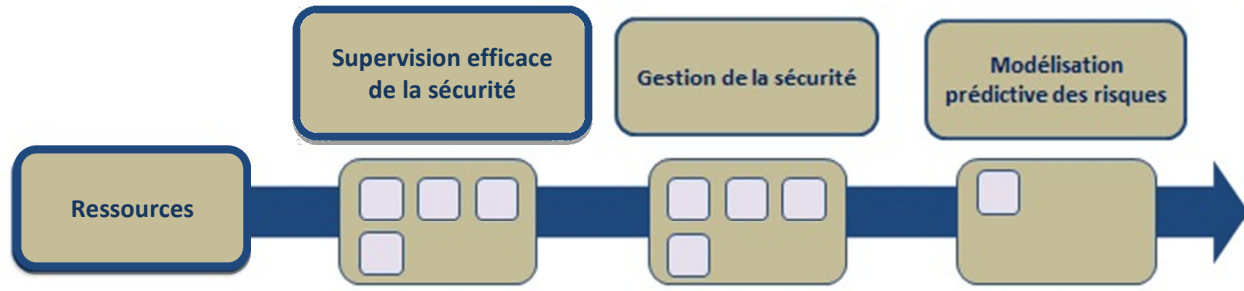 Supervision efficace
de la sécurité
Gestion de la sécurité
Modélisation
prédictive des risques
Ressources